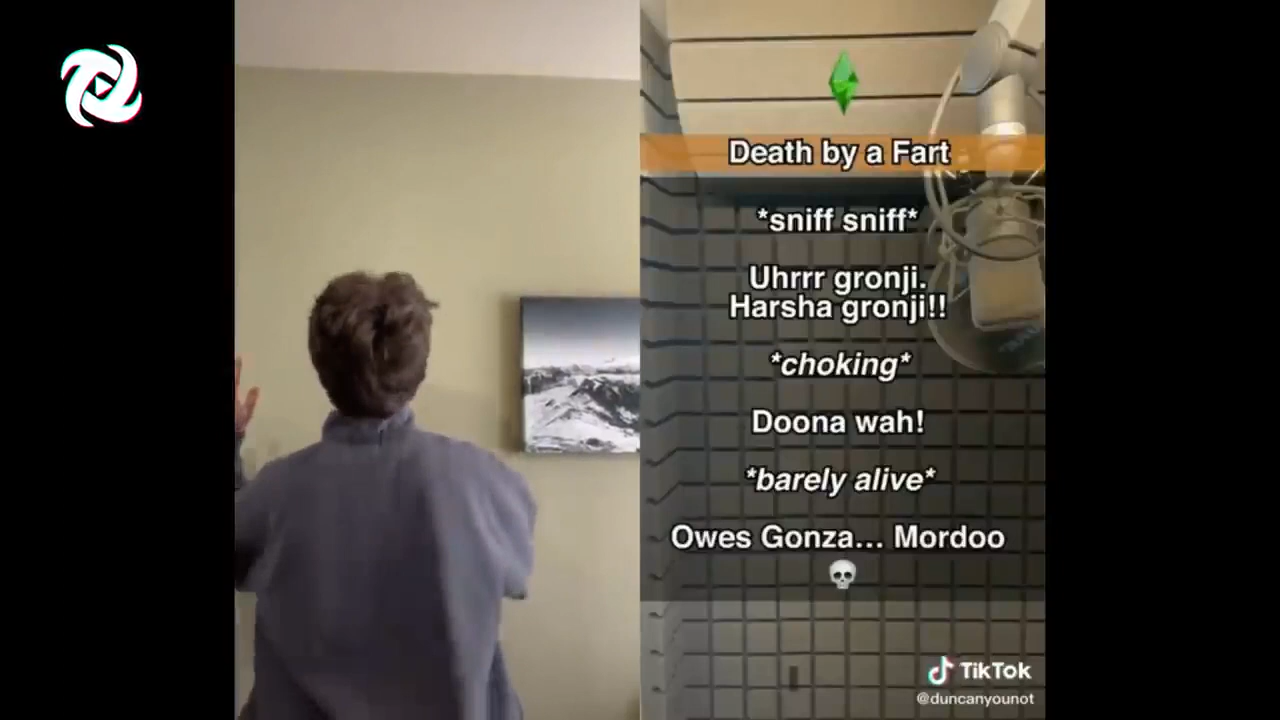 Death by a Fart
*sniff sniff*
Uhrrr gronji.
Harsha gronji!!
*choking*
Doona wah!
*barely alive*
Owes Gonza... Mordoo
💀
TikTok
@duncanyounot